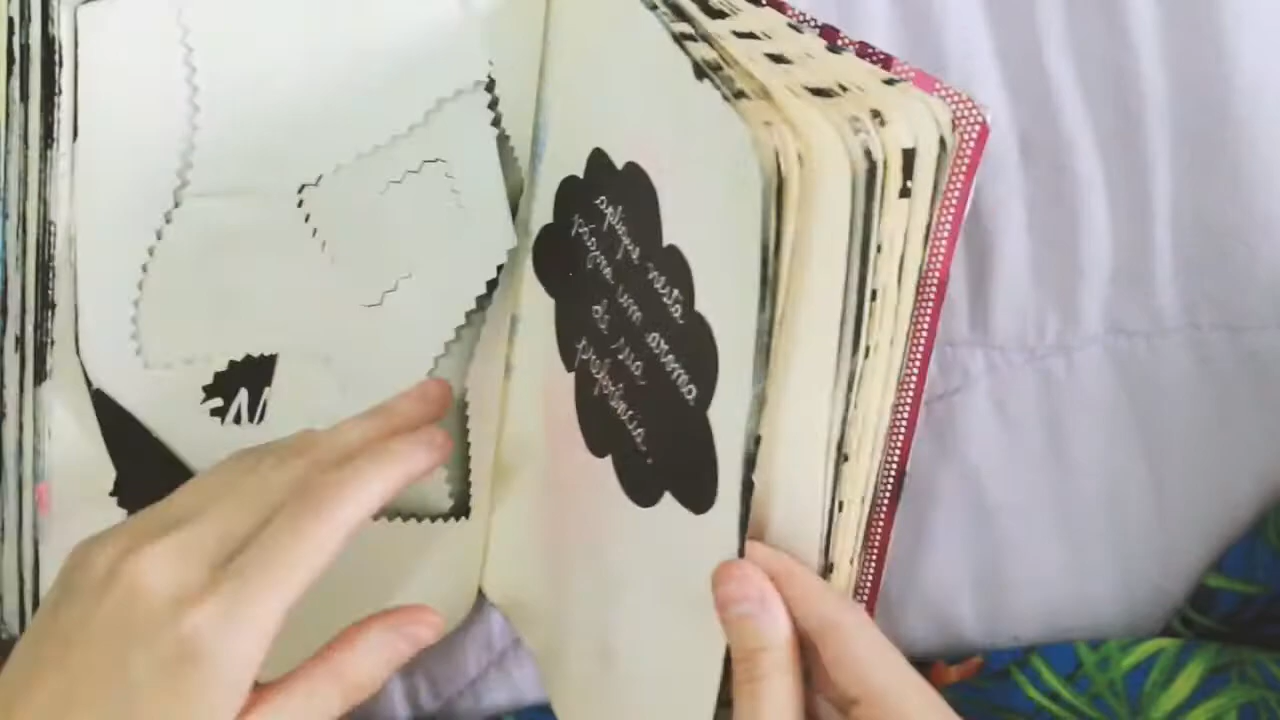 aplique nesta
página um aroma
de sua
preferência.